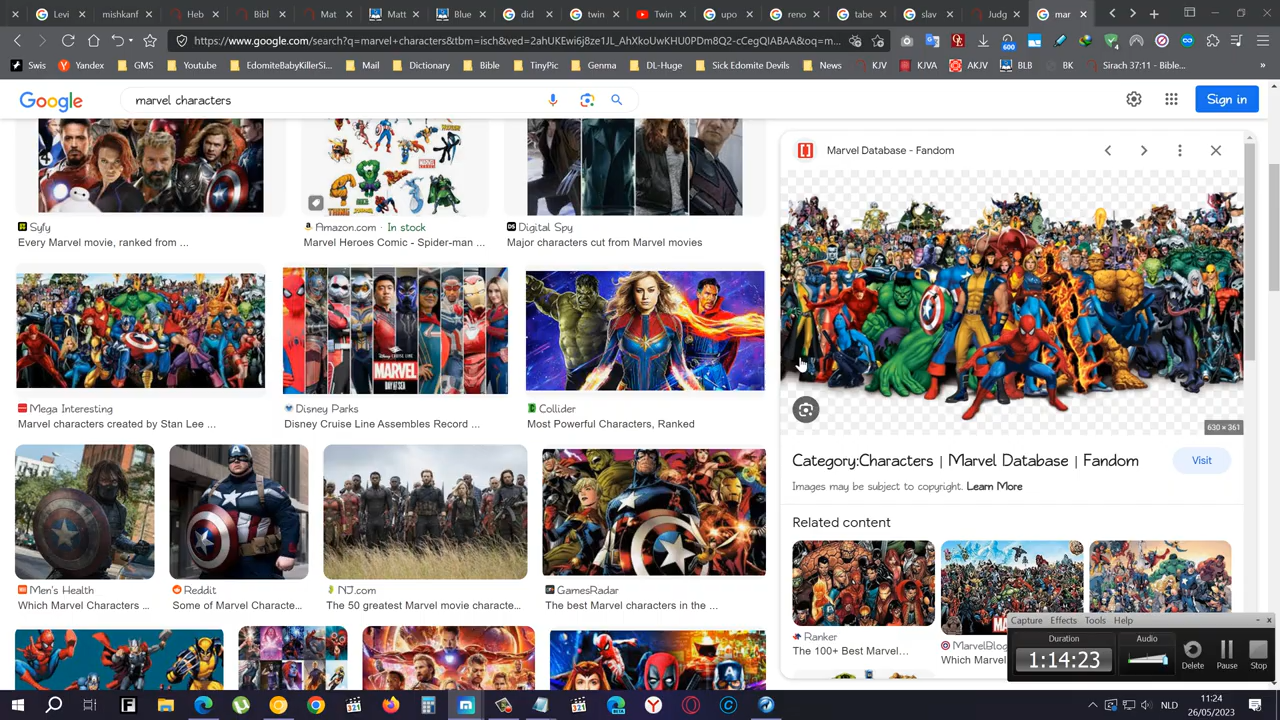 Levi
mishkanf
Heb
Bibl
Mat
Matt
Blue
did
twin
Twin
upo
reno
tabe
slav
Judg
mar
https://www.google.com/search?q=marvel+characters&tbm=isch&ved=2ahUKEwi6j8ze1JL_AhXkoUwKHU0PDm8Q2-cCegQIABAA&oq=m...
600
4
Swis
Yandex
GMS
Youtube
EdomiteBabyKillerSi...
Mail
Dictionary
Bible
TinyPic
Genma
DL-Huge
Sick Edomite Devils
News
KJV
KJVA
AKJV
BLB
BK
Sirach 37:11 - Bible...
»
Google
marvel characters
Sign in
Marvel Database - Fandom
Syfy
Every Marvel movie, ranked from ...
Amazon.com · In stock
Marvel Heroes Comic - Spider-man ...
Digital Spy
Major characters cut from Marvel movies
MARVEL
DAY AT SEA
630 × 361
Mega Interesting
Marvel characters created by Stan Lee ...
Disney Parks
Disney Cruise Line Assembles Record ...
Collider
Most Powerful Characters, Ranked
Category:Characters | Marvel Database | Fandom
Visit
Images may be subject to copyright. Learn More
Related content
Men's Health
Which Marvel Characters ...
Reddit
Some of Marvel Characte...
NJ.com
The 50 greatest Marvel movie characte...
GamesRadar
The best Marvel characters in the ...
Ranker
The 100+ Best Marvel...
MarvelBlog
Which Marvel
Capture Effects Tools Help
Duration
1:14:23
Audio
Delete
Pause
Stop
NLD
11:24
26/05/2023